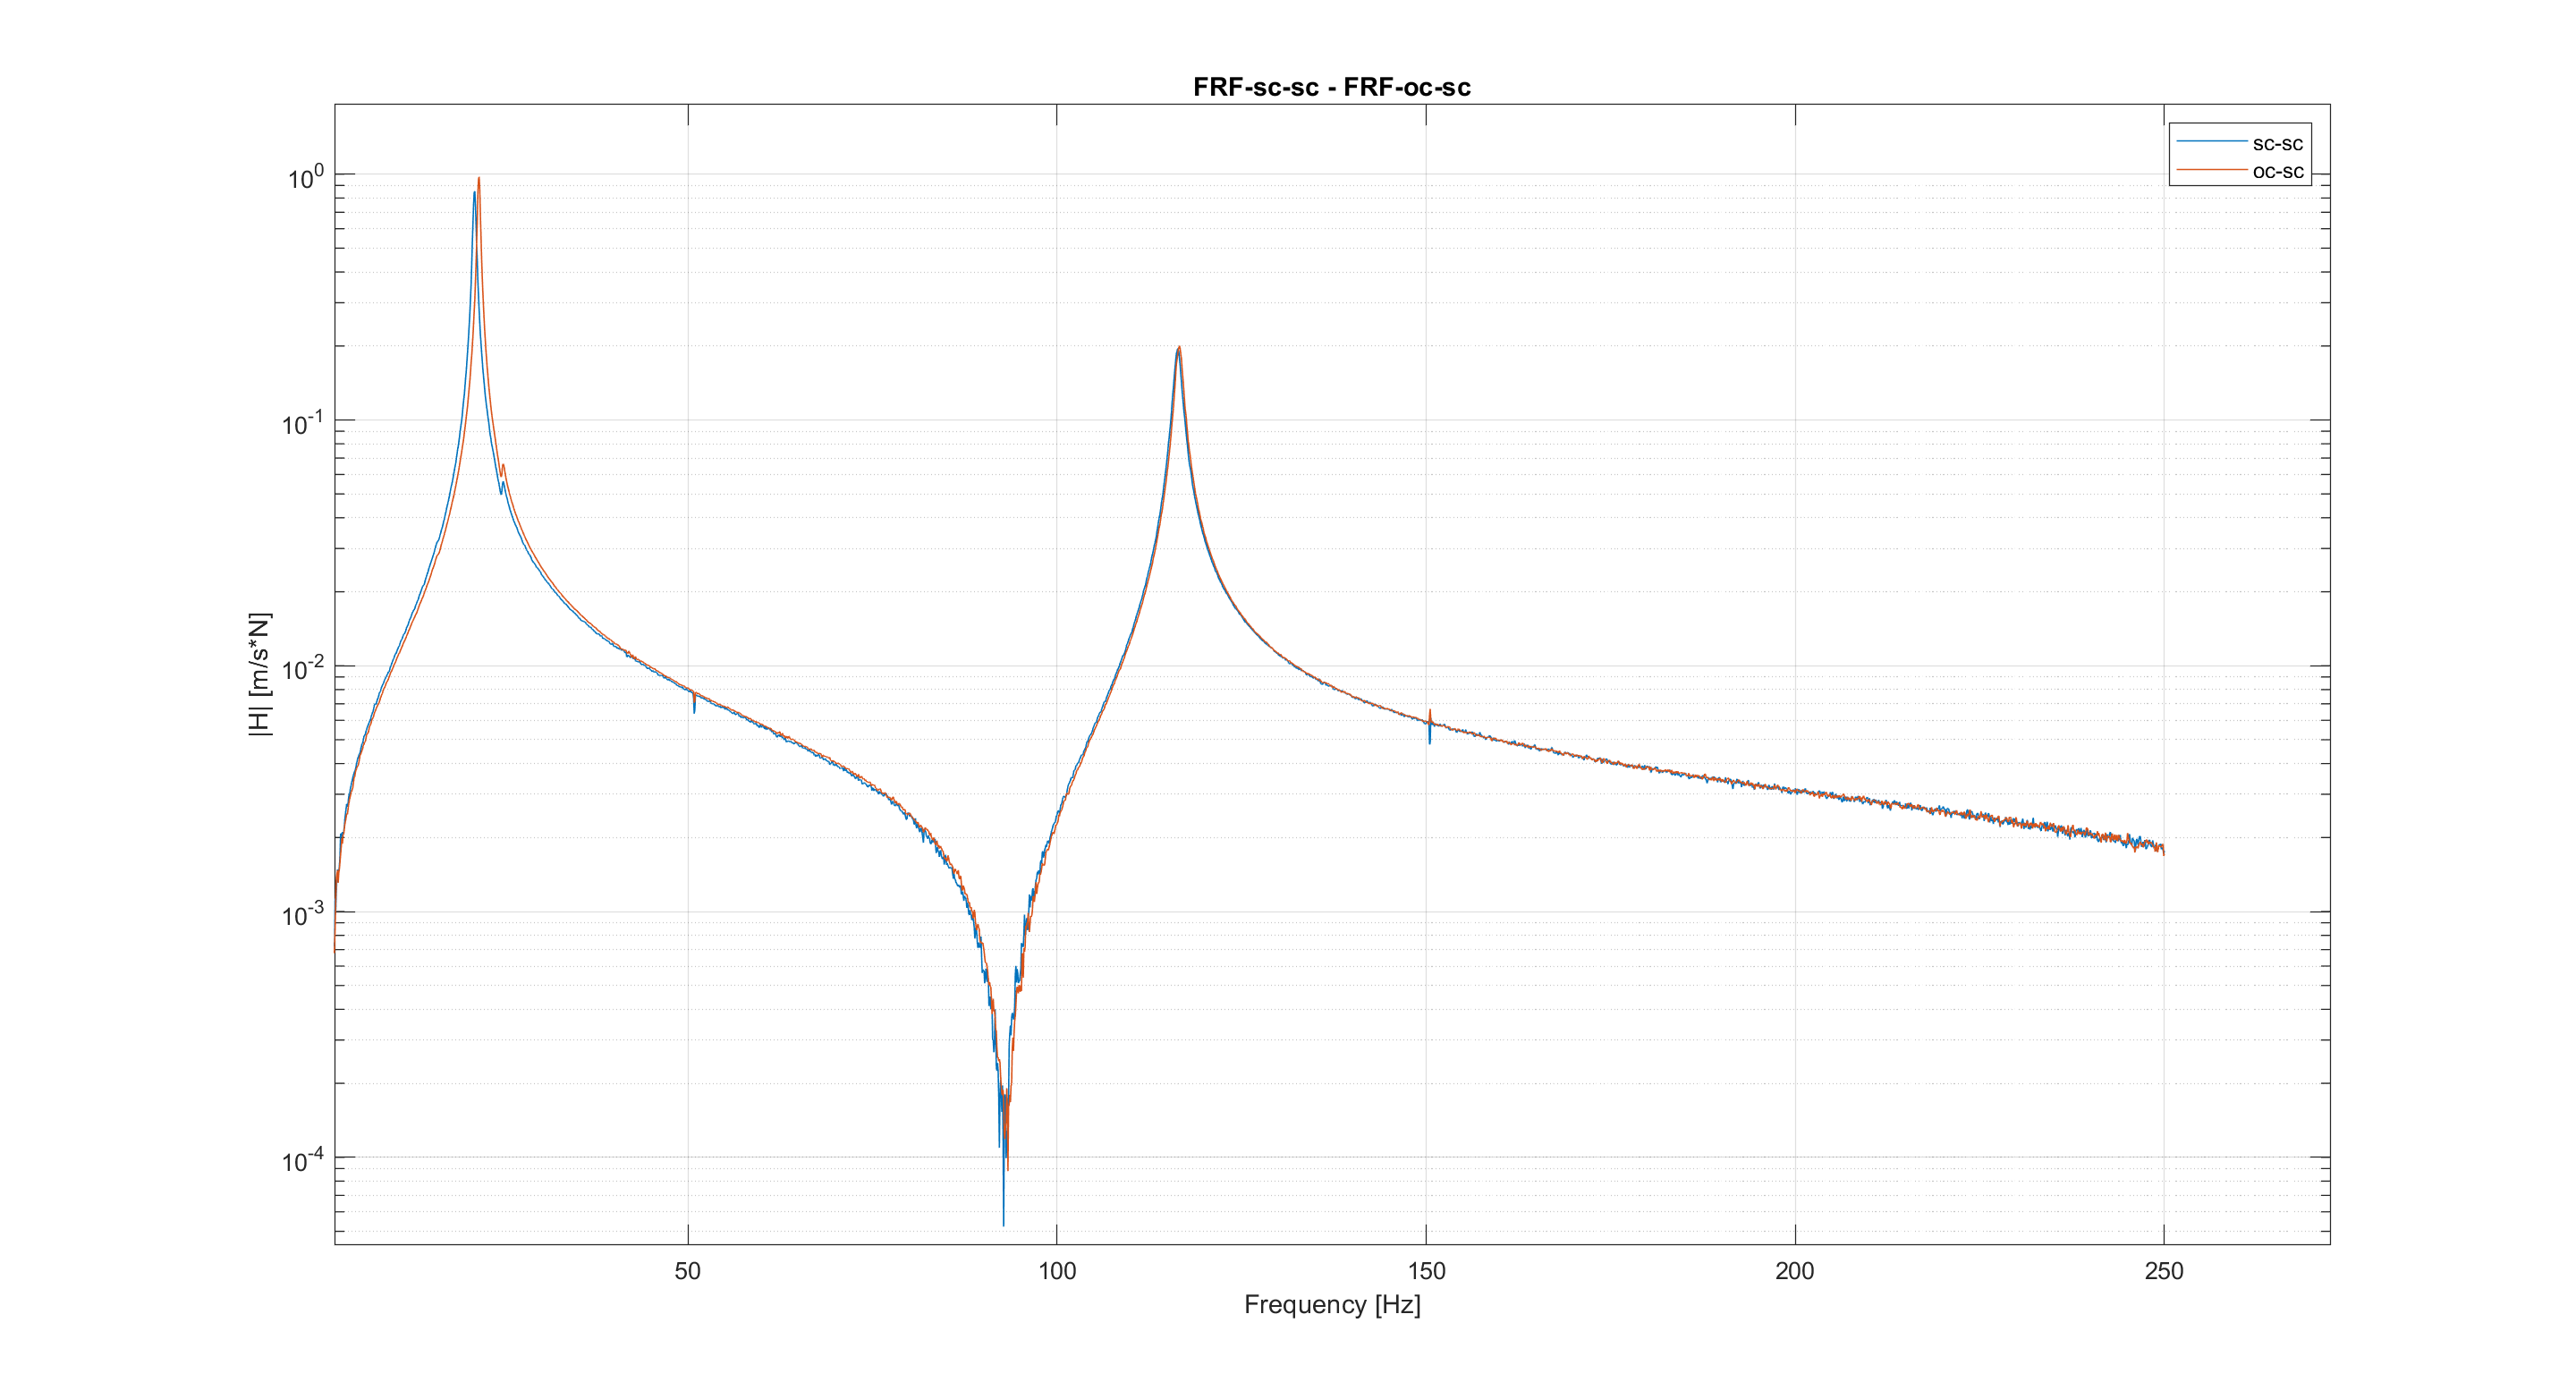 FRF-sc-sc - FRF-oc-sc
sc-sc
oc-sc
10^0
10^-1
10^-2
10^-3
10^-4
|H| [m/s*N]
50 100 150 200 250
Frequency [Hz]